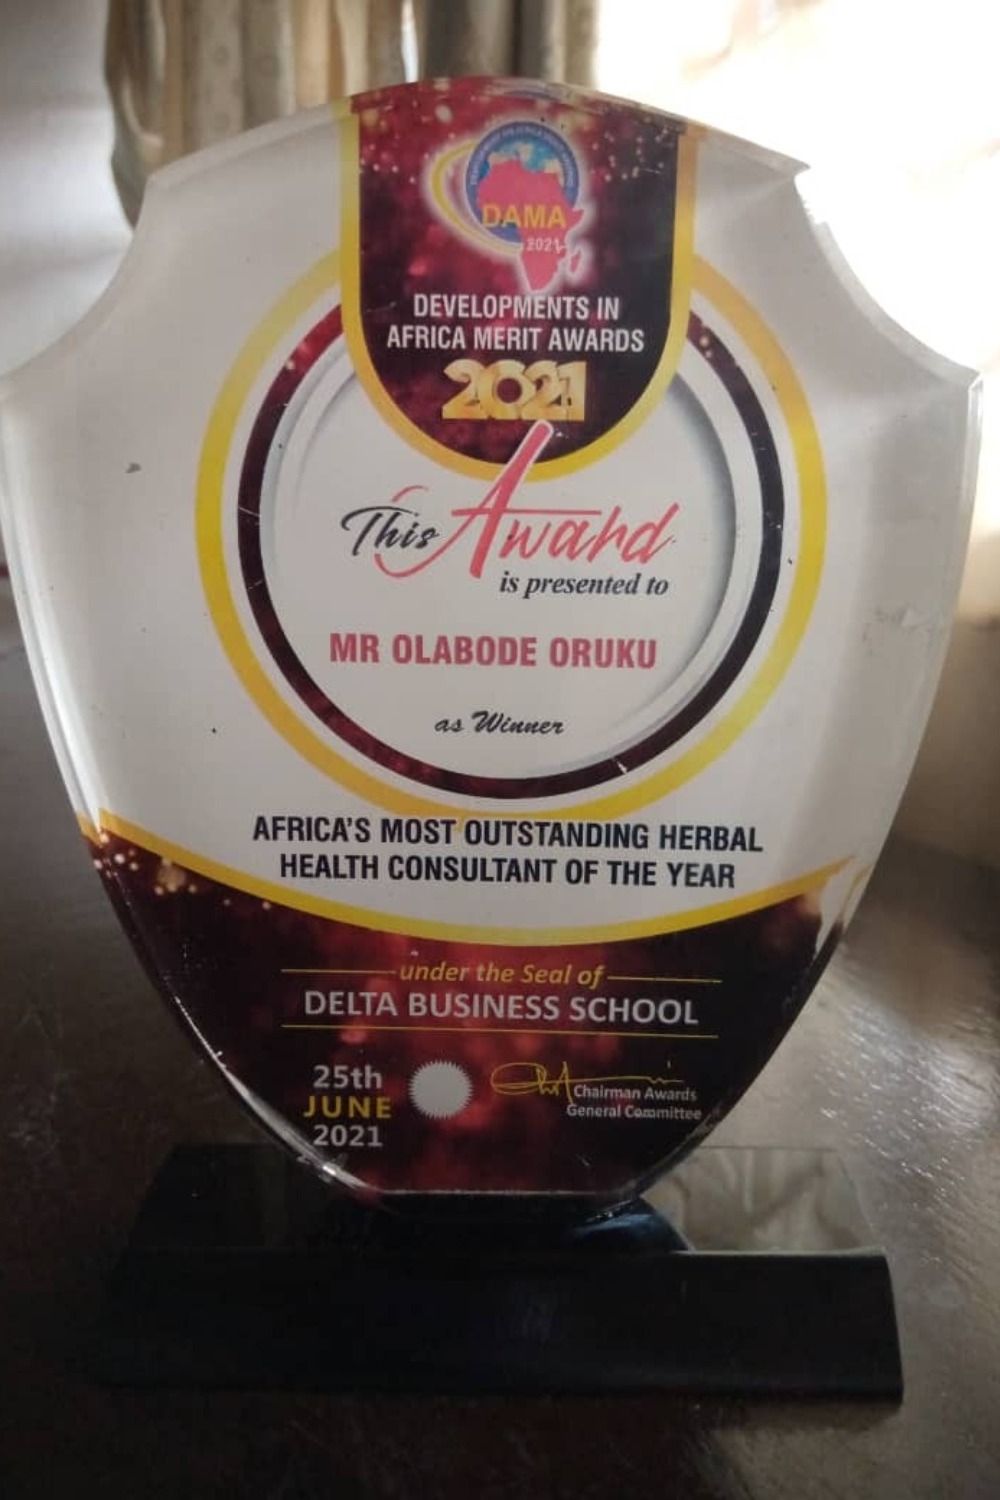 DAMA
2021
DEVELOPMENTS IN
AFRICA MERIT AWARDS
2021
This Award
is presented to
MR OLABODE ORUKU
as Winner
AFRICA'S MOST OUTSTANDING HERBAL
HEALTH CONSULTANT OF THE YEAR
under the Seal of
DELTA BUSINESS SCHOOL
25th
JUNE
2021
Chairman Awards
General Committee